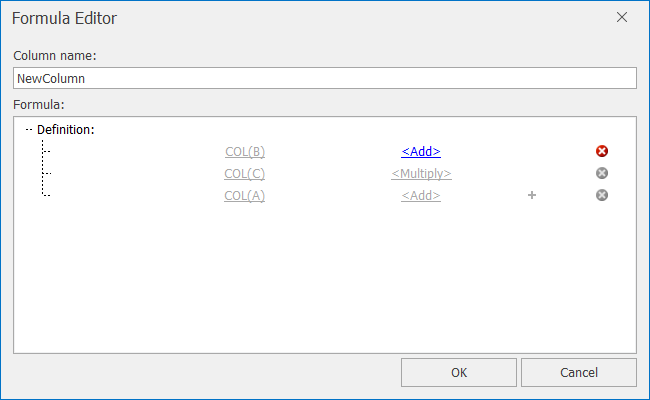 Formula Editor
Column name:
NewColumn
Formula:
Definition:
COL(B) <Add>
COL(C) <Multiply>
COL(A) <Add> +
OK Cancel